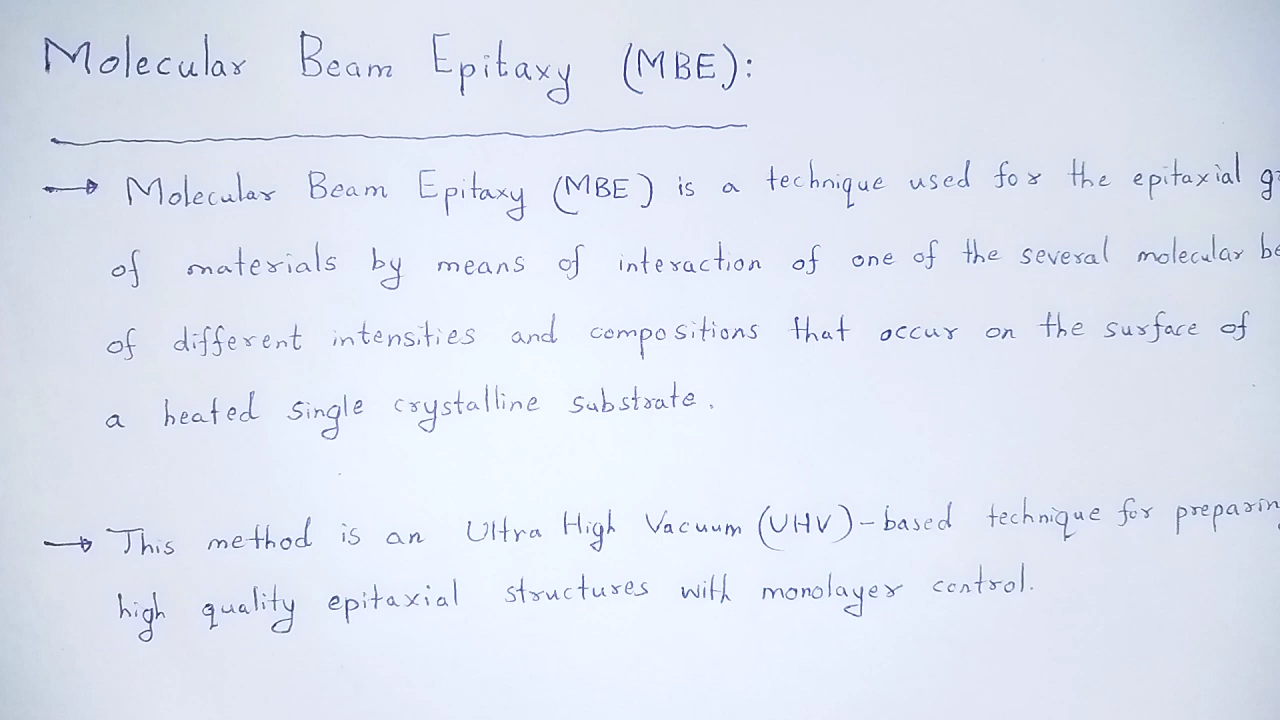 Molecular Beam Epitaxy (MBE):
→ Molecular Beam Epitaxy (MBE) is a technique used for the epitaxial
of materials by means of interaction of one of the several molecular be
of different intensities and compositions that occur on the surface of
a heated single crystalline substrate.
→ This method is an Ultra High Vacuum (UHV)-based technique for preparin
high quality epitaxial structures with monolayer control.